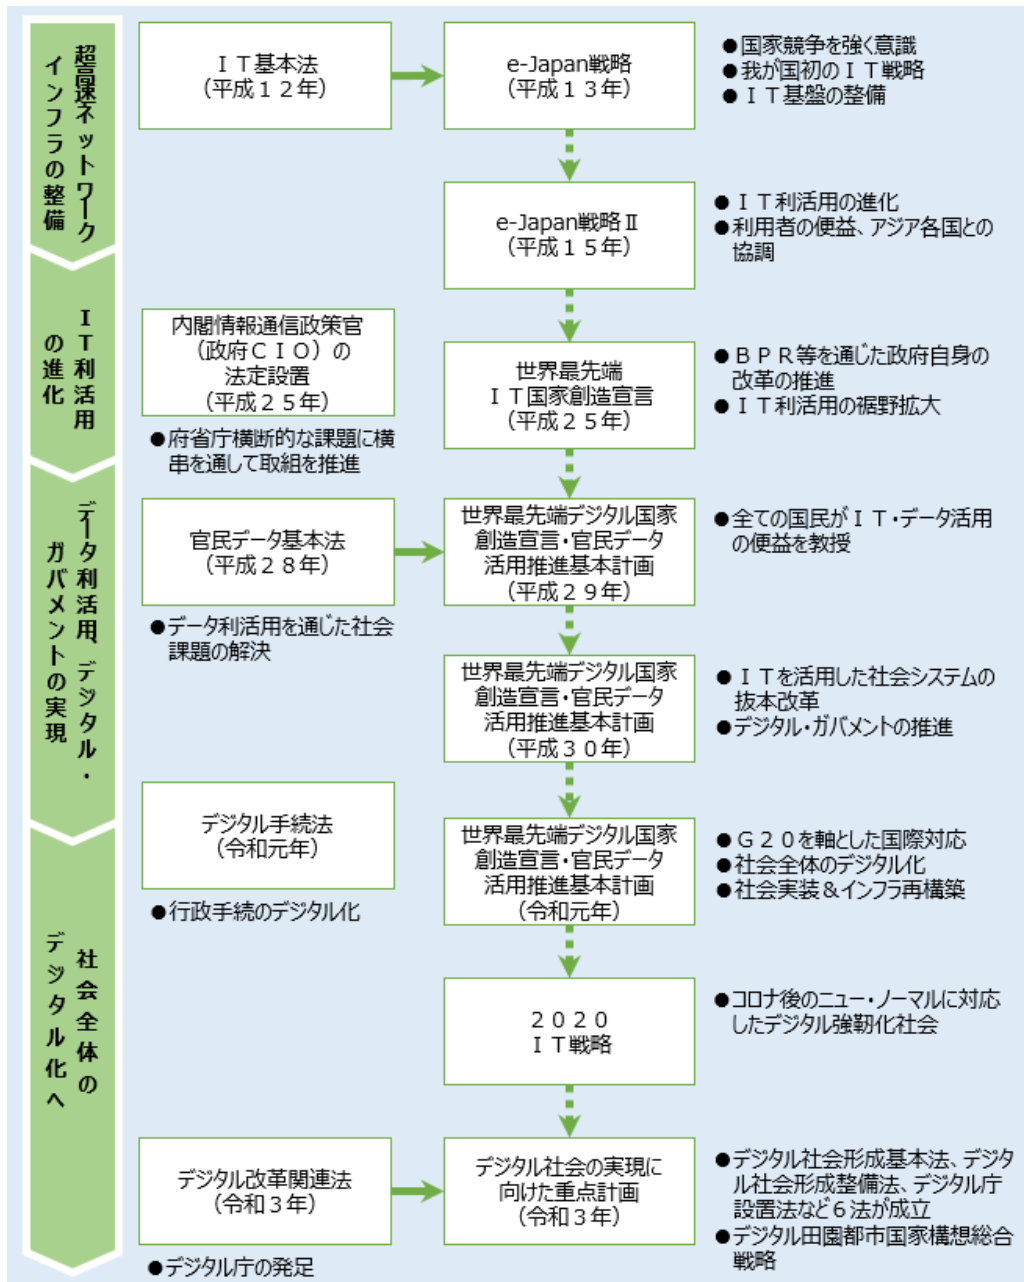 超高速ネットワーク
インフラの整備
ＩＴ基本法
（平成１２年）
e-Japan戦略
（平成１３年）
●国家競争を強く意識
●我が国初のＩＴ戦略
●ＩＴ基盤の整備
e-Japan戦略Ⅱ
（平成１５年）
●ＩＴ利活用の進化
●利用者の便益、アジア各国との
協調
ＩＴ利活用
の進化
内閣情報通信政策官
（政府ＣＩＯ）の
法定設置
（平成２５年）
●府省庁横断的な課題に横
串を通して取組を推進
世界最先端
ＩＴ国家創造宣言
（平成２５年）
●ＢＰＲ等を通じた政府自身の
改革の推進
●ＩＴ利活用の裾野拡大
データ利活用、デジタル・
ガバメントの実現
官民データ基本法
（平成２８年）
●データ利活用を通じた社会
課題の解決
世界最先端デジタル国家
創造宣言・官民データ
活用推進基本計画
（平成２９年）
●全ての国民がＩＴ・データ活用
の便益を教授
世界最先端デジタル国家
創造宣言・官民データ
活用推進基本計画
（平成３０年）
●ＩＴを活用した社会システムの
抜本改革
●デジタル・ガバメントの推進
社会全体の
デジタル化へ
デジタル手続法
（令和元年）
●行政手続のデジタル化
世界最先端デジタル国家
創造宣言・官民データ
活用推進基本計画
（令和元年）
●Ｇ２０を軸とした国際対応
●社会全体のデジタル化
●社会実装＆インフラ再構築
２０２０
ＩＴ戦略
●コロナ後のニュー・ノーマルに対応
したデジタル強靭化社会
デジタル改革関連法
（令和３年）
●デジタル庁の発足
デジタル社会の実現に
向けた重点計画
（令和３年）
●デジタル社会形成基本法、デジタ
ル社会形成整備法、デジタル庁
設置法など６法が成立
●デジタル田園都市国家構想総合
戦略